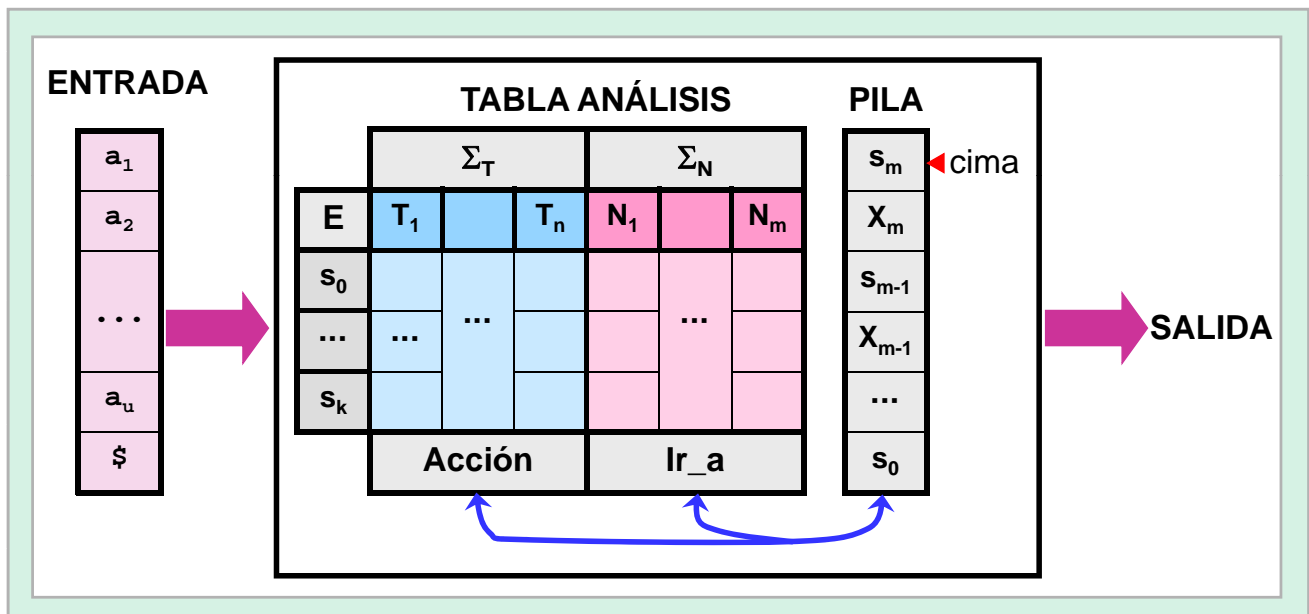 ENTRADA
a1
a2
...
au
$
TABLA ANÁLISIS
ΣT ΣN
E T1 Tn N1 Nm
s0
... ... ... ...
sk
Acción Ir_a
PILA
sm cima
Xm
sm-1
Xm-1
...
s0
SALIDA